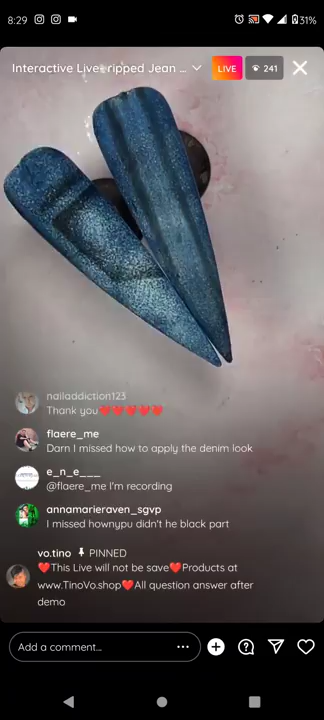 8:29
31%
Interactive Live- ripped Jean ...
LIVE
241
nailaddiction123
Thank you❤️❤️❤️❤️❤️
flaere_me
Darn I missed how to apply the denim look
e_n_e___
@flaere_me I'm recording
annamarieraven_sgvp
I missed hownypu didn't he black part
vo.tino PINNED
❤️This Live will not be save❤️Products at
www.TinoVo.shop❤️All question answer after
demo
Add a comment...